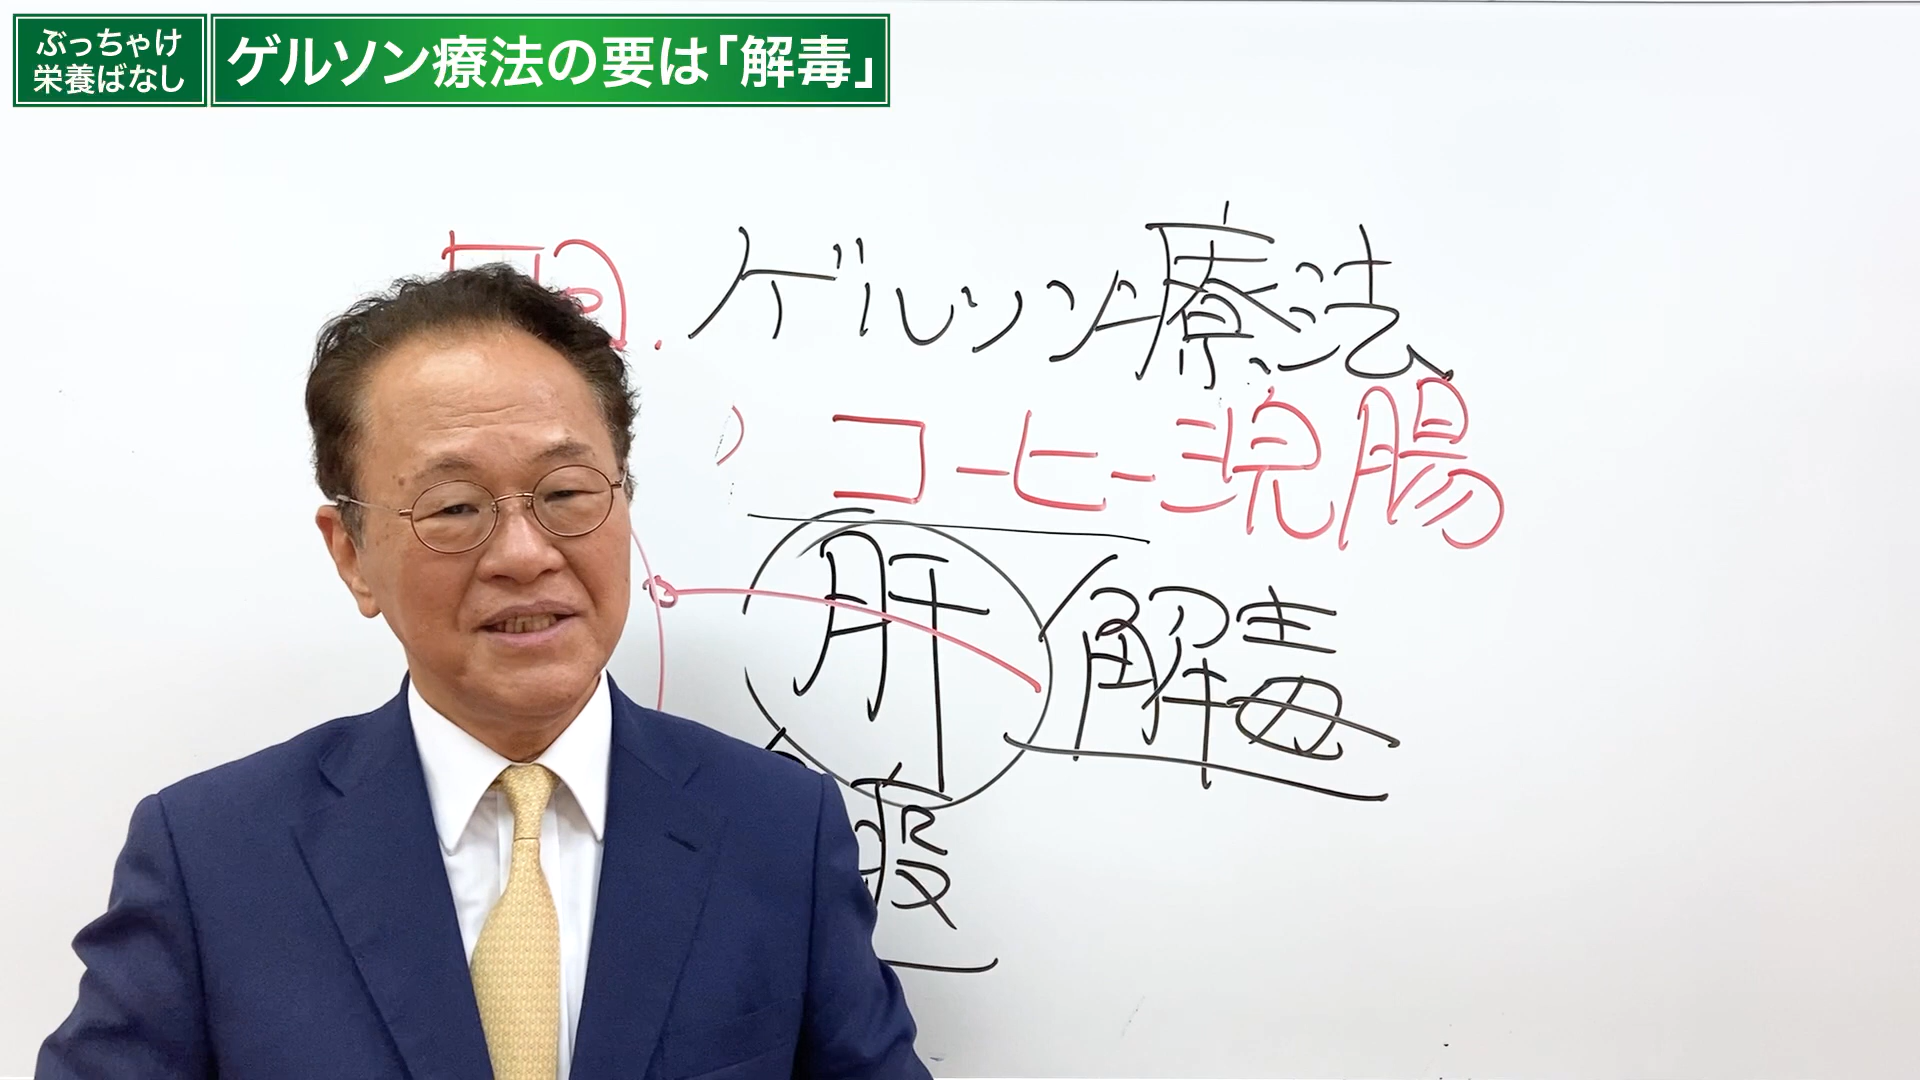 ぶっちゃけ
栄養ばなし
ゲルソン療法の要は「解毒」
ゲルソン療法
コーヒー浣腸
肝
解毒